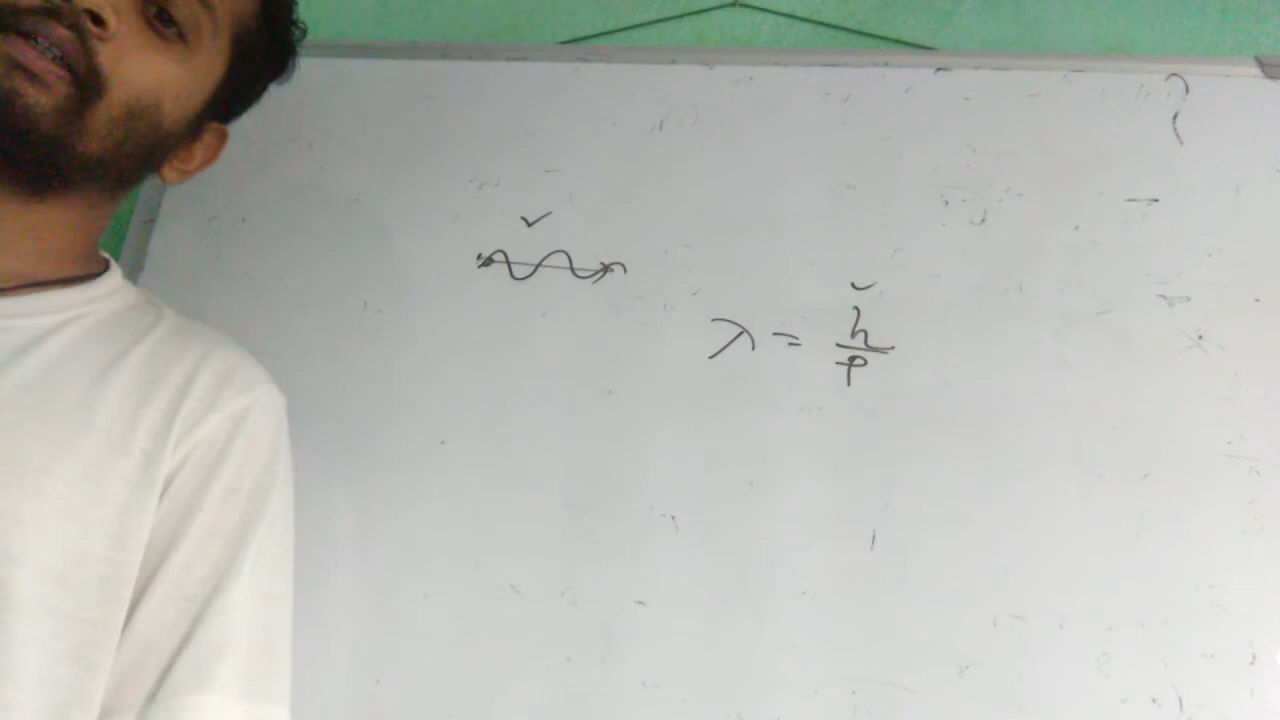 λ = h/p